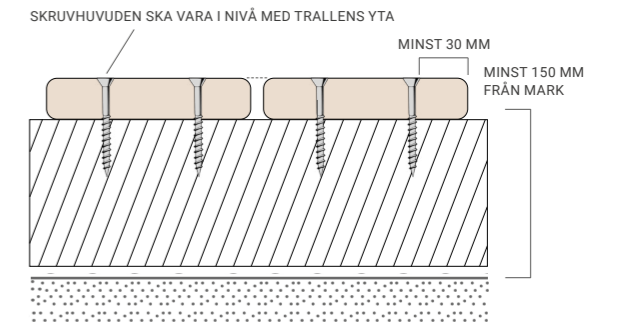 SKRUVHUVUDEN SKA VARA I NIVÅ MED TRALLENS YTA
MINST 30 MM
MINST 150 MM
FRÅN MARK